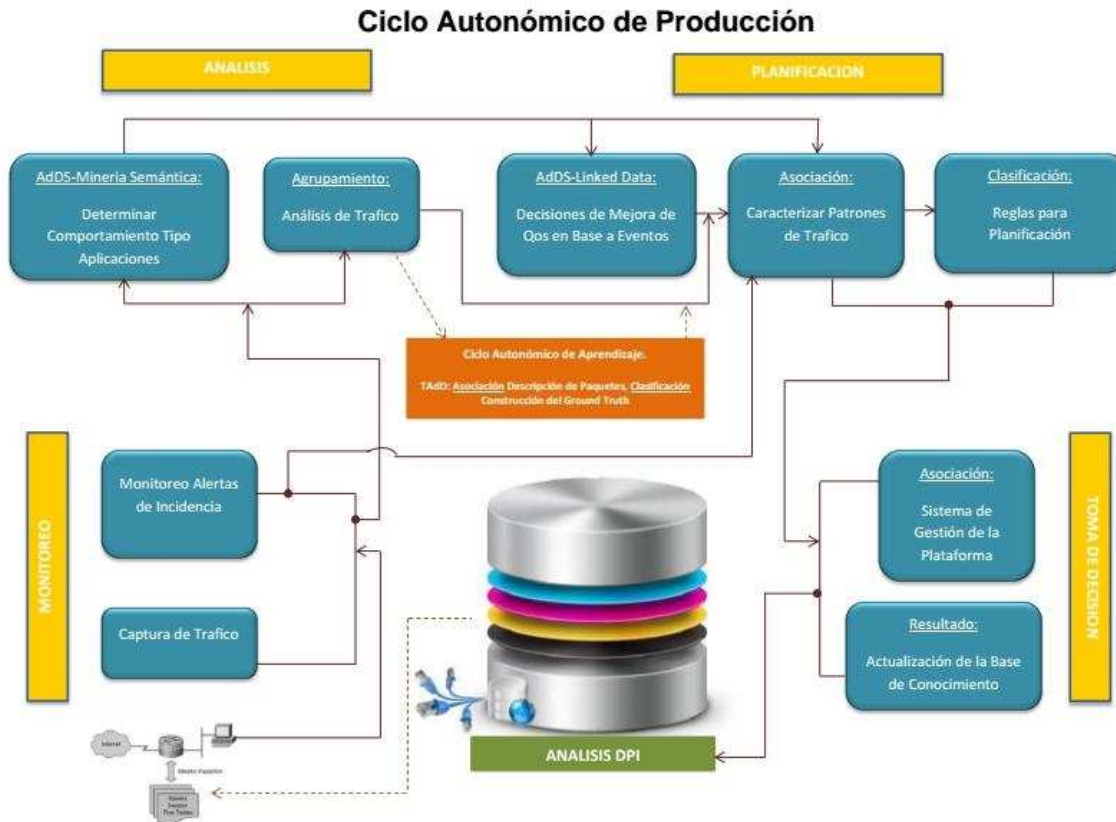 Ciclo Autonómico de Producción
ANALISIS
PLANIFICACION
AdDS-Mineria Semántica:
Determinar
Comportamiento Tipo
Aplicaciones
Agrupamiento:
Análisis de Trafico
AdDS-Linked Data:
Decisiones de Mejora de
Qos en Base a Eventos
Asociación:
Caracterizar Patrones
de Trafico
Clasificación:
Reglas para
Planificación
Ciclo Autonómico de Aprendizaje.
TAdD: Asociación Descripción de Paquetes, Clasificación
Construcción del Ground Truth
MONITOREO
Monitoreo Alertas
de Incidencia
Captura de Trafico
Asociación:
Sistema de
Gestión de la
Plataforma
Resultado:
Actualización de la Base
de Conocimiento
TOMA DE DECISION
ANALISIS DPI
Internet